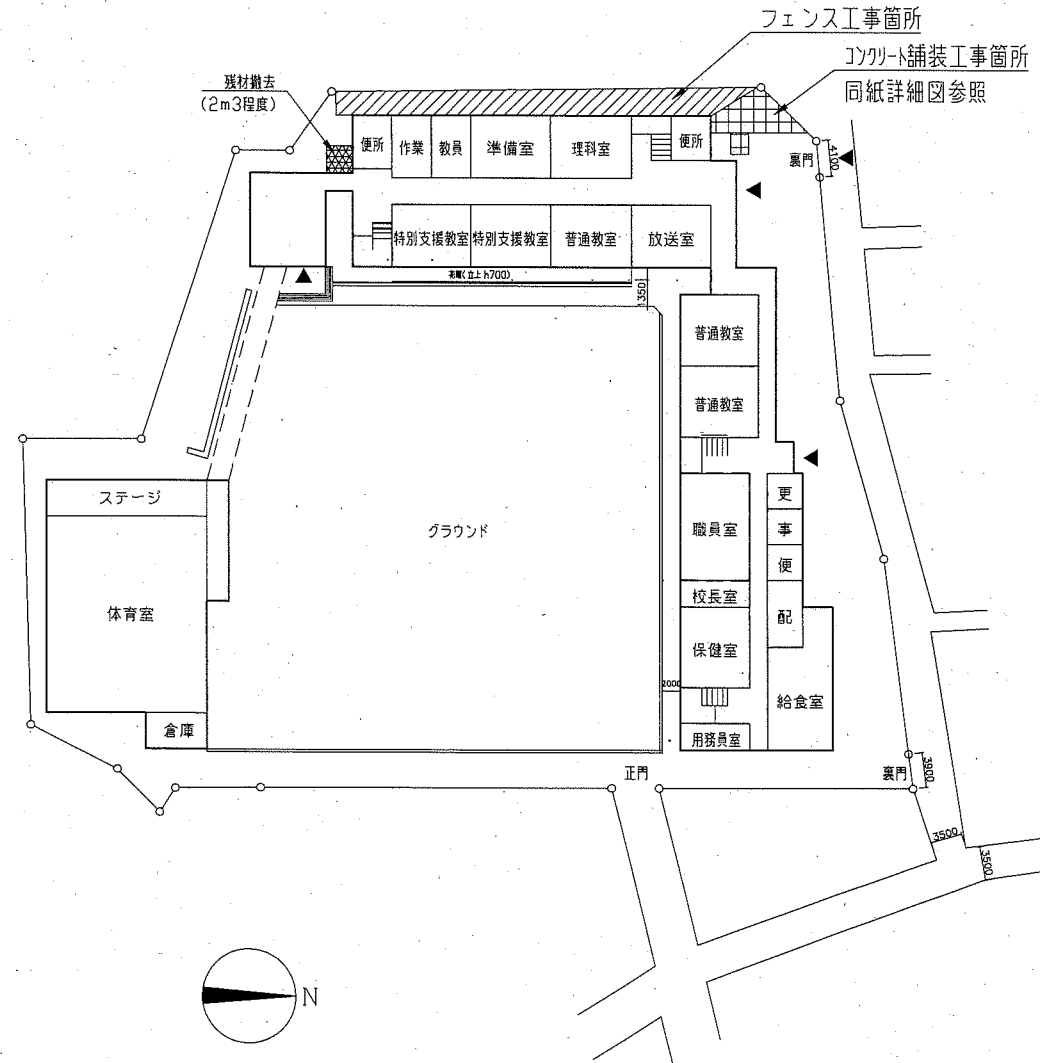 フェンス工事箇所
コンクリート舗装工事箇所
同紙詳細図参照
残材撤去
(2m3程度)
便所
作業
教員
準備室
理科室
便所
裏門
4100
特別支援教室
特別支援教室
普通教室
放送室
花壇(立上 h700)
1350
普通教室
普通教室
ステージ
グラウンド
職員室
更
事
便
体育室
校長室
配
保健室
2000
給食室
倉庫
用務員室
正門
裏門
3900
3500
3500
N